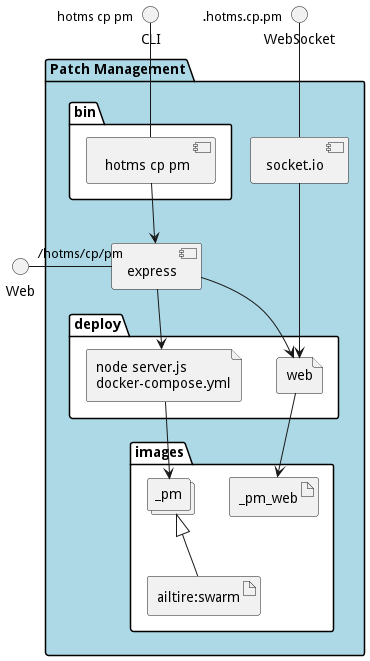 hotms cp pm
.hotms.cp.pm
CLI
WebSocket
Patch Management
bin
hotms cp pm
socket.io
/hotms/cp/pm
express
Web
deploy
node server.js
docker-compose.yml
web
images
_pm
_pm_web
ailtire:swarm